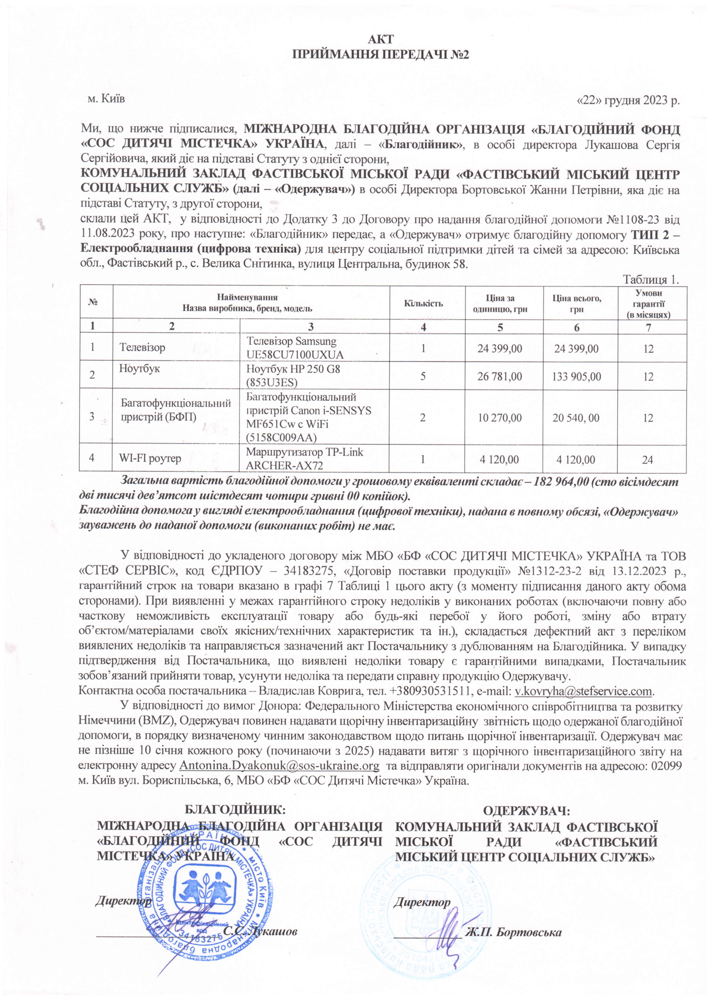 АКТ
ПРИЙМАННЯ ПЕРЕДАЧІ №2
м. Київ «22» грудня 2023 р.
Ми, що нижче підписалися, МІЖНАРОДНА БЛАГОДІЙНА ОРГАНІЗАЦІЯ «БЛАГОДІЙНИЙ ФОНД
«СОС ДИТЯЧІ МІСТЕЧКА» УКРАЇНА, далі – «Благодійник», в особі директора Лукашова Сергія
Сергійовича, який діє на підставі Статуту з однієї сторони,
КОМУНАЛЬНИЙ ЗАКЛАД ФАСТІВСЬКОЇ МІСЬКОЇ РАДИ «ФАСТІВСЬКИЙ МІСЬКИЙ ЦЕНТР
СОЦІАЛЬНИХ СЛУЖБ» (далі – «Одержувач») в особі Директора Бортовської Жанни Петрівни, яка діє на
підставі Статуту, з другої сторони,
склали цей АКТ, у відповідності до Додатку 3 до Договору про надання благодійної допомоги №1108-23 від
11.08.2023 року, про наступне: «Благодійник» передає, а «Одержувач» отримує благодійну допомогу ТИП 2 –
Електрообладнання (цифрова техніка) для центру соціальної підтримки дітей та сімей за адресою: Київська
обл., Фастівський р., с. Велика Снітинка, вулиця Центральна, будинок 58.
Таблиця 1.
№ Найменування Назва виробника, бренд, модель Кількість Ціна за одиницю, грн Ціна всього, грн Умови гарантії (в місяцях)
1 2 3 4 5 6 7
1 Телевізор Телевізор Samsung UE58CU7100UXUA 1 24 399,00 24 399,00 12
2 Ноутбук Ноутбук HP 250 G8 (853U3ES) 5 26 781,00 133 905,00 12
3 Багатофункціональний пристрій (БФП) Багатофункціональний пристрій Canon i-SENSYS MF651Cw с WiFi (5158C009AA) 2 10 270,00 20 540, 00 12
4 WI-FI роутер Маршрутизатор TP-Link ARCHER-AX72 1 4 120,00 4 120,00 24
Загальна вартість благодійної допомоги у грошовому еквіваленті складає – 182 964,00 (сто вісімдесят
дві тисячі дев’ятсот шістдесят чотири гривні 00 копійок).
Благодійна допомога у вигляді електрообладнання (цифрової техніки), надана в повному обсязі, «Одержувач»
зауважень до наданої допомоги (виконаних робіт) не має.
У відповідності до укладеного договору між МБО «БФ «СОС ДИТЯЧІ МІСТЕЧКА» УКРАЇНА та ТОВ
«СТЕФ СЕРВІС», код ЄДРПОУ – 34183275, «Договір поставки продукції» №1312-23-2 від 13.12.2023 р.,
гарантійний строк на товари вказано в графі 7 Таблиці 1 цього акту (з моменту підписання даного акту обома
сторонами). При виявленні у межах гарантійного строку недоліків у виконаних роботах (включаючи повну або
часткову неможливість експлуатації товару або будь-які перебої у його роботі, зміну або втрату
об’єктом/матеріалами своїх якісних/технічних характеристик та ін.), складається дефектний акт з переліком
виявлених недоліків та направляється зазначений акт Постачальнику з дублюванням на Благодійника. У випадку
підтвердження від Постачальника, що виявлені недоліки товару є гарантійними випадками, Постачальник
зобов’язаний прийняти товар, усунути недоліка та передати справну продукцію Одержувачу.
Контактна особа постачальника – Владислав Коврига, тел. +380930531511, e-mail: v.kovryha@stefservice.com.
У відповідності до вимог Донора: Федерального Міністерства економічного співробітництва та розвитку
Німеччини (BMZ), Одержувач повинен надавати щорічну інвентаризаційну звітність щодо одержаної благодійної
допомоги, в порядку визначеному чинним законодавством щодо питань щорічної інвентаризації. Одержувач має
не пізніше 10 січня кожного року (починаючи з 2025) надавати витяг з щорічного інвентаризаційного звіту на
електронну адресу Antonina.Dyakonuk@sos-ukraine.org та відправляти оригінали документів на адресою: 02099
м. Київ вул. Бориспільська, 6, МБО «БФ «СОС Дитячі Містечка» Україна.
БЛАГОДІЙНИК: ОДЕРЖУВАЧ:
МІЖНАРОДНА БЛАГОДІЙНА ОРГАНІЗАЦІЯ КОМУНАЛЬНИЙ ЗАКЛАД ФАСТІВСЬКОЇ
«БЛАГОДІЙНИЙ ФОНД «СОС ДИТЯЧІ МІСЬКОЇ РАДИ «ФАСТІВСЬКИЙ
МІСТЕЧКА» УКРАЇНА МІСЬКИЙ ЦЕНТР СОЦІАЛЬНИХ СЛУЖБ»
Директор Директор
С.С. Лукашов Ж.П. Бортовська
УКРАЇНА * місто Київ * Міжнародна благодійна організація
«БЛАГОДІЙНИЙ ФОНД «СОС ДИТЯЧІ МІСТЕЧКА» УКРАЇНА
Ідентифікаційний
код
34183275